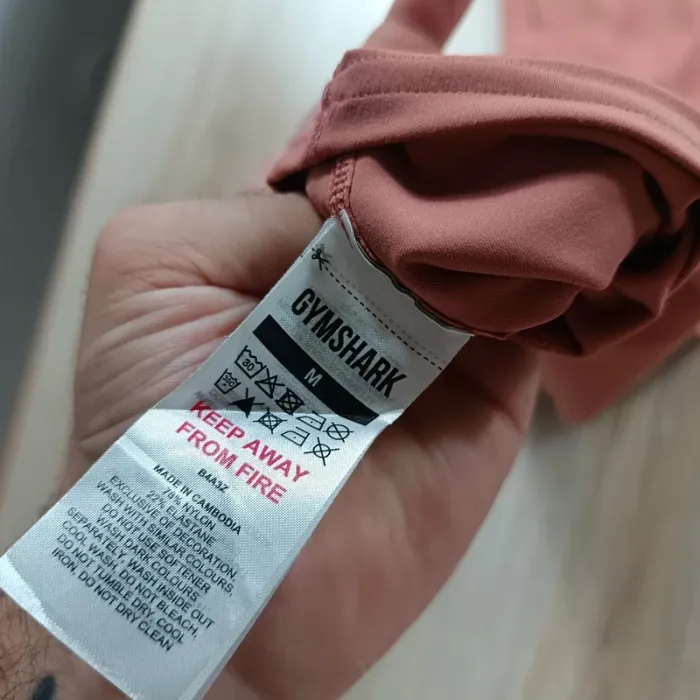 GYMSHARK
M
30
30C
KEEP AWAY
FROM FIRE
B4A3Z
MADE IN CAMBODIA
78% NYLON
22% ELASTANE
EXCLUSIVE OF DECORATION.
WASH WITH SIMILAR COLOURS,
DO NOT USE SOFTENER
WASH DARK COLOURS
SEPARATELY, WASH INSIDE OUT
COOL WASH, DO NOT BLEACH,
DO NOT TUMBLE DRY, COOL
IRON, DO NOT DRY CLEAN